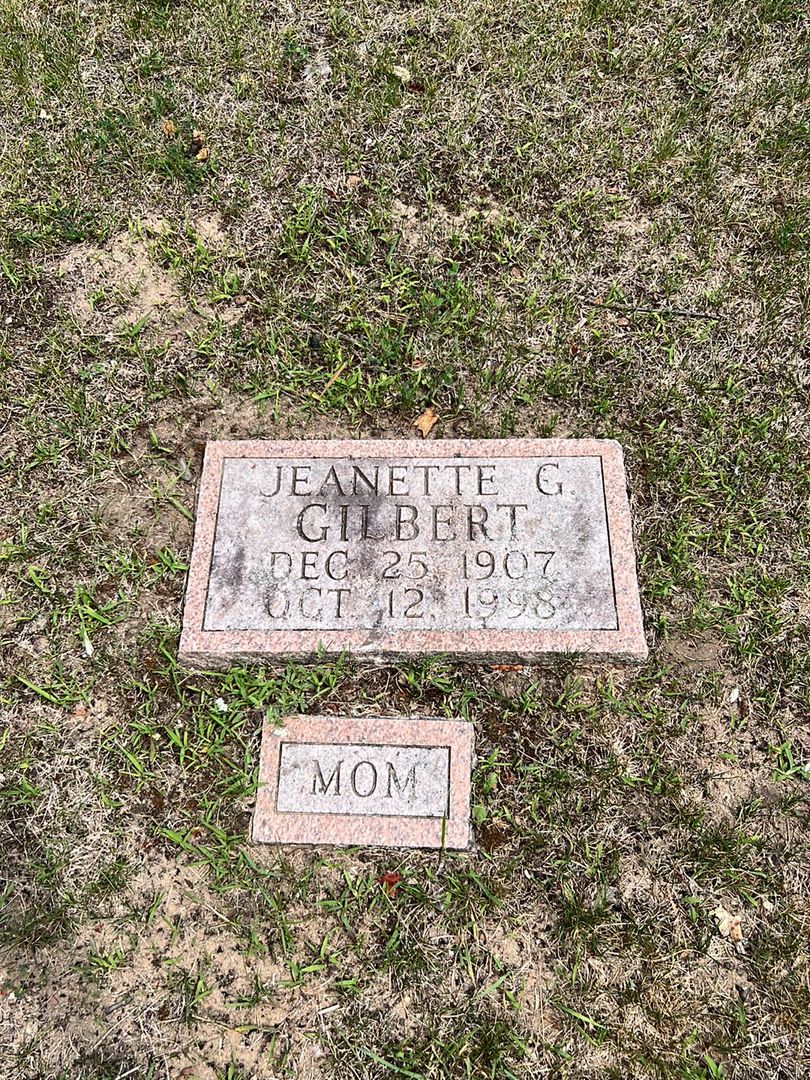 JEANETTE G.
GILBERT
DEC 25 1907
OCT 12, 1998
MOM